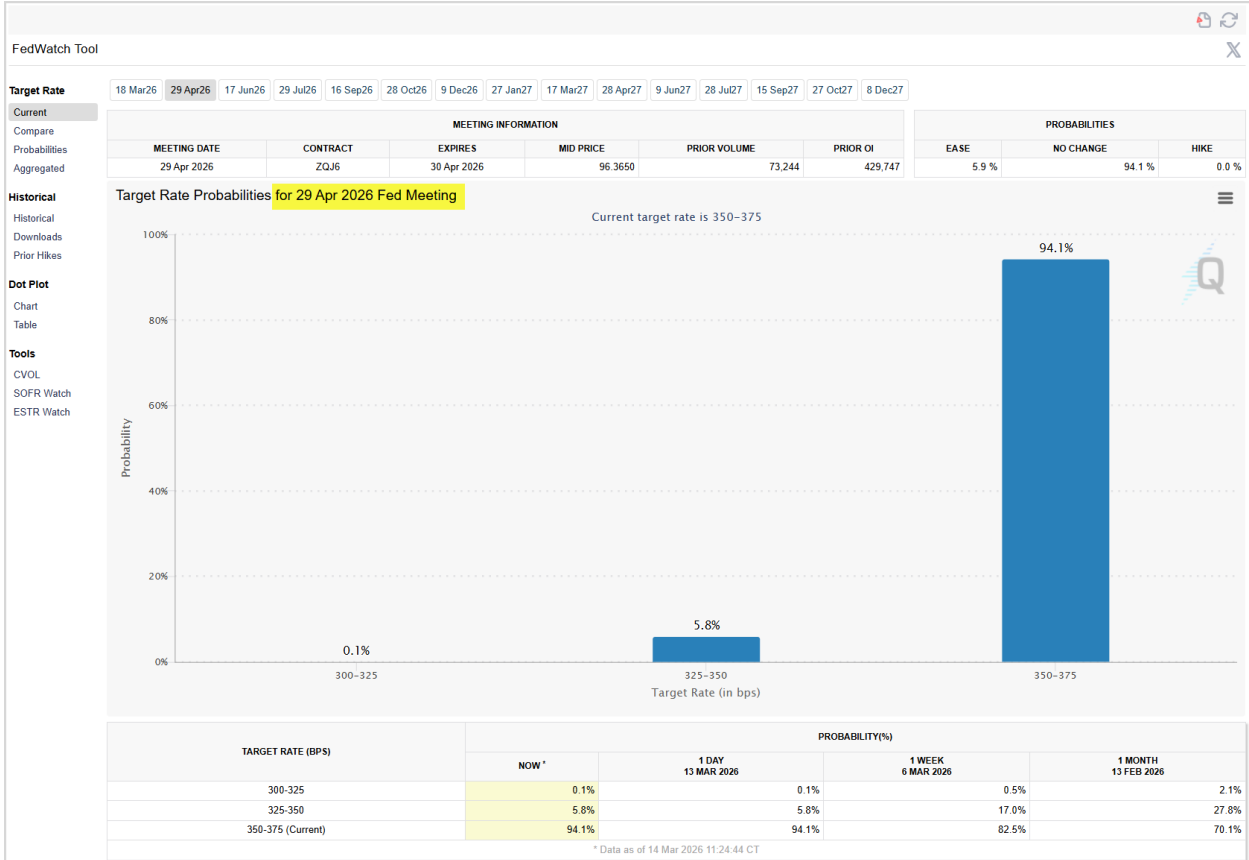 FedWatch Tool
Target Rate
Current
Compare
Probabilities
Aggregated
Historical
Historical
Downloads
Prior Hikes
Dot Plot
Chart
Table
Tools
CVOL
SOFR Watch
ESTR Watch
18 Mar26 29 Apr26 17 Jun26 29 Jul26 16 Sep26 28 Oct26 9 Dec26 27 Jan27 17 Mar27 28 Apr27 9 Jun27 28 Jul27 15 Sep27 27 Oct27 8 Dec27
MEETING INFORMATION
MEETING DATE CONTRACT EXPIRES MID PRICE PRIOR VOLUME PRIOR OI
29 Apr 2026 ZQJ6 30 Apr 2026 96.3650 73,244 429,747
PROBABILITIES
EASE NO CHANGE HIKE
5.9 % 94.1 % 0.0 %
Target Rate Probabilities for 29 Apr 2026 Fed Meeting
Current target rate is 350-375
Probability
100%
80%
60%
40%
20%
0%
0.1%
5.8%
94.1%
Q
300-325 325-350 350-375
Target Rate (in bps)
TARGET RATE (BPS) PROBABILITY(%)
NOW * 1 DAY 1 WEEK 1 MONTH
13 MAR 2026 6 MAR 2026 13 FEB 2026
300-325 0.1% 0.1% 0.5% 2.1%
325-350 5.8% 5.8% 17.0% 27.8%
350-375 (Current) 94.1% 94.1% 82.5% 70.1%
* Data as of 14 Mar 2026 11:24:44 CT